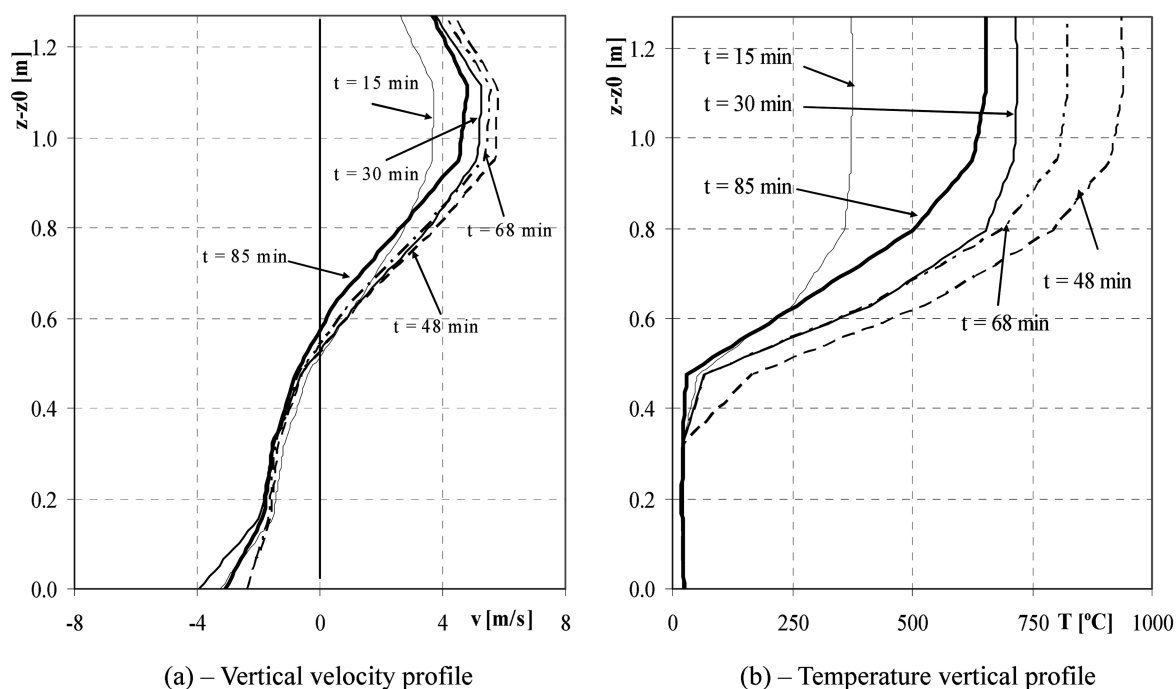 1.2
1.0
0.8
0.6
0.4
0.2
0.0
z-z0 [m]
-8
-4
0
4
8
v [m/s]
t = 15 min
t = 30 min
t = 68 min
t = 85 min
t = 48 min
(a) – Vertical velocity profile
1.2
1.0
0.8
0.6
0.4
0.2
0.0
z-z0 [m]
0
250
500
750
1000
T [ºC]
t = 15 min
t = 30 min
t = 85 min
t = 48 min
t = 68 min
(b) – Temperature vertical profile